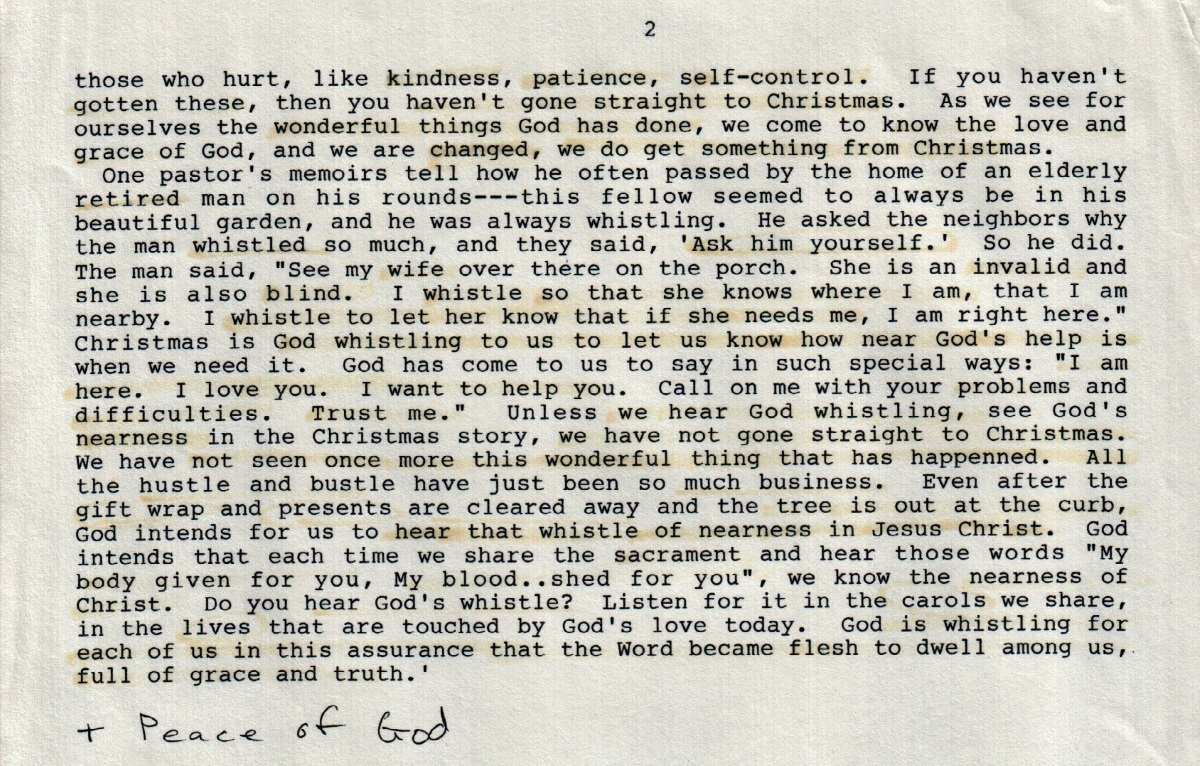 2
those who hurt, like kindness, patience, self-control.  If you haven't
gotten these, then you haven't gone straight to Christmas.  As we see for
ourselves the wonderful things God has done, we come to know the love and
grace of God, and we are changed, we do get something from Christmas.
One pastor's memoirs tell how he often passed by the home of an elderly
retired man on his rounds---this fellow seemed to always be in his
beautiful garden, and he was always whistling.  He asked the neighbors why
the man whistled so much, and they said, 'Ask him yourself.'  So he did.
The man said, "See my wife over there on the porch.  She is an invalid and
she is also blind.  I whistle so that she knows where I am, that I am
nearby.  I whistle to let her know that if she needs me, I am right here."
Christmas is God whistling to us to let us know how near God's help is
when we need it.  God has come to us to say in such special ways: "I am
here.  I love you.  I want to help you.  Call on me with your problems and
difficulties.  Trust me."  Unless we hear God whistling, see God's
nearness in the Christmas story, we have not gone straight to Christmas.
We have not seen once more this wonderful thing that has happenned.  All
the hustle and bustle have just been so much business.  Even after the
gift wrap and presents are cleared away and the tree is out at the curb,
God intends for us to hear that whistle of nearness in Jesus Christ.  God
intends that each time we share the sacrament and hear those words "My
body given for you, My blood..shed for you", we know the nearness of
Christ.  Do you hear God's whistle?  Listen for it in the carols we share,
in the lives that are touched by God's love today.  God is whistling for
each of us in this assurance that the Word became flesh to dwell among us,
full of grace and truth.'
+ Peace of God